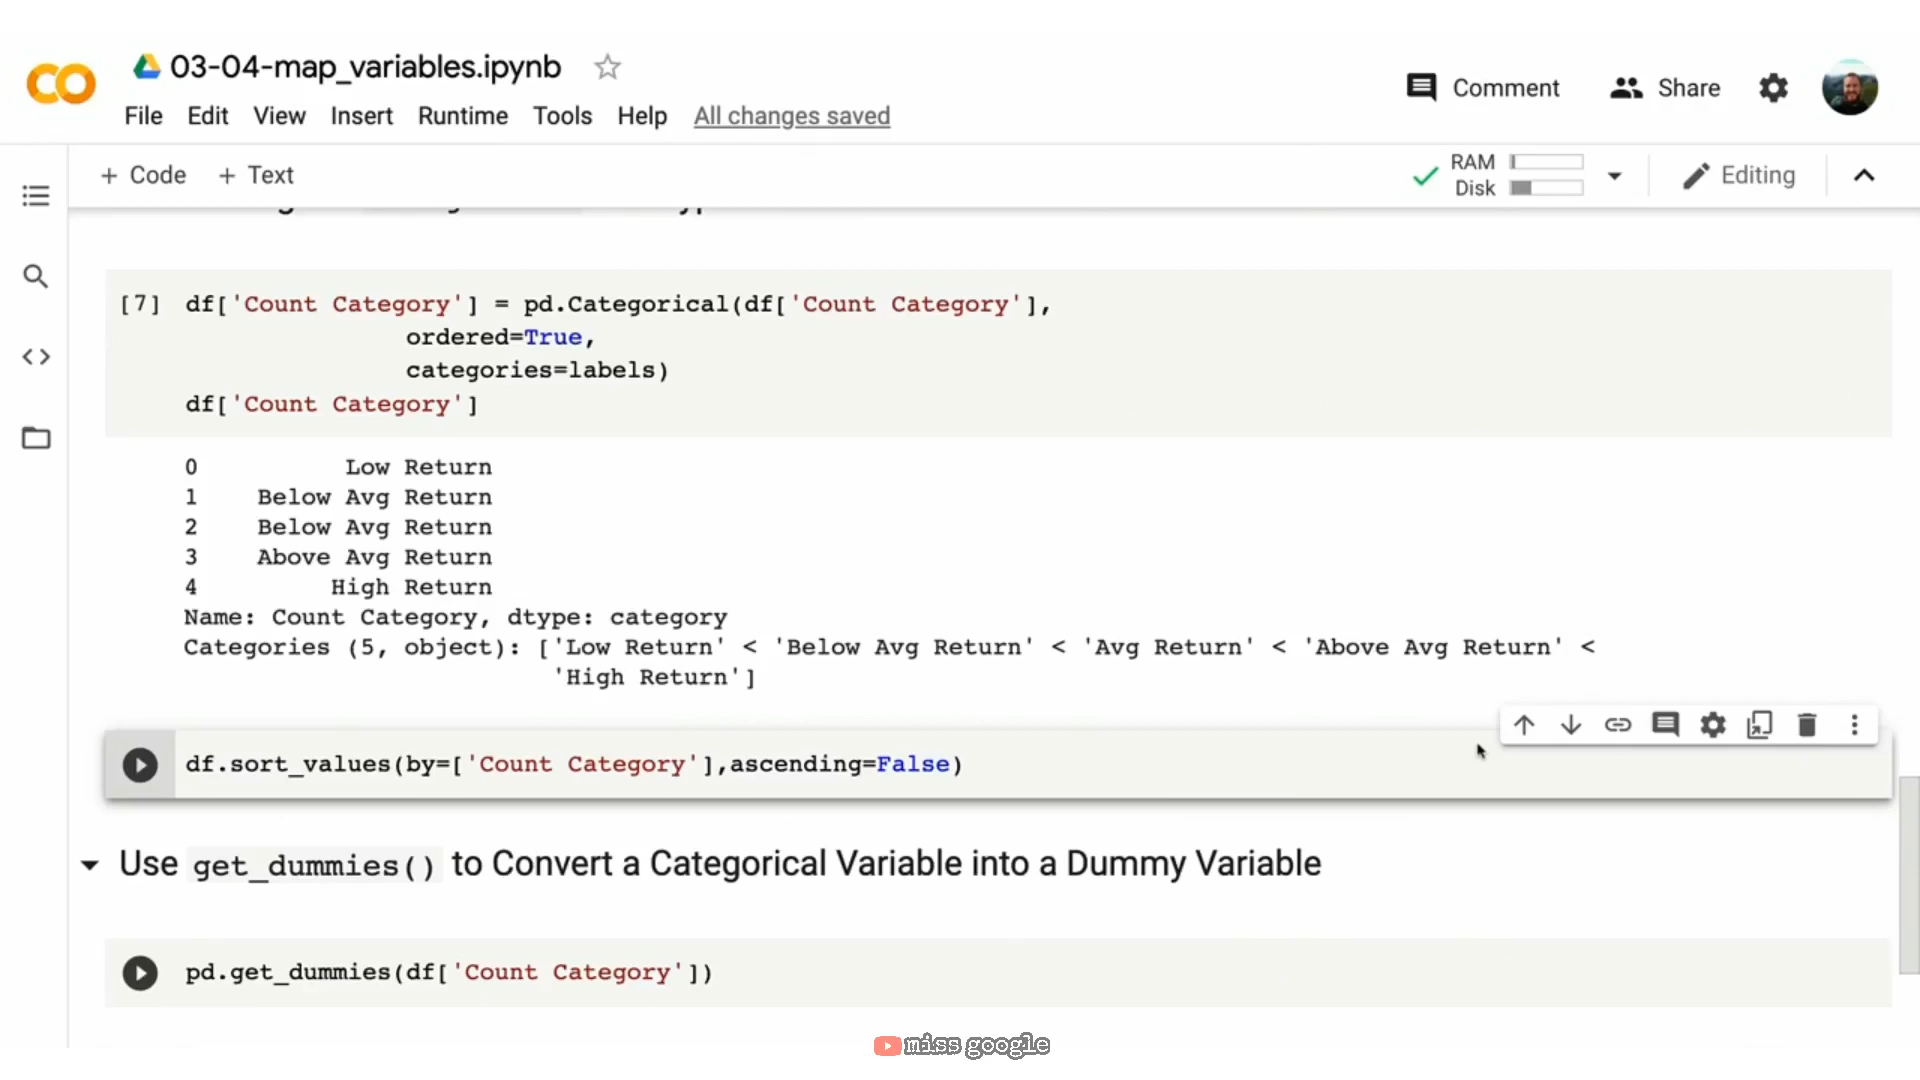 03-04-map_variables.ipynb
File Edit View Insert Runtime Tools Help All changes saved
Comment Share
+ Code + Text
RAM
Disk
Editing
[7] df['Count Category'] = pd.Categorical(df['Count Category'],
ordered=True,
categories=labels)
df['Count Category']
0 Low Return
1 Below Avg Return
2 Below Avg Return
3 Above Avg Return
4 High Return
Name: Count Category, dtype: category
Categories (5, object): ['Low Return' < 'Below Avg Return' < 'Avg Return' < 'Above Avg Return' <
'High Return']
df.sort_values(by=['Count Category'],ascending=False)
Use get_dummies() to Convert a Categorical Variable into a Dummy Variable
pd.get_dummies(df['Count Category'])
miss google